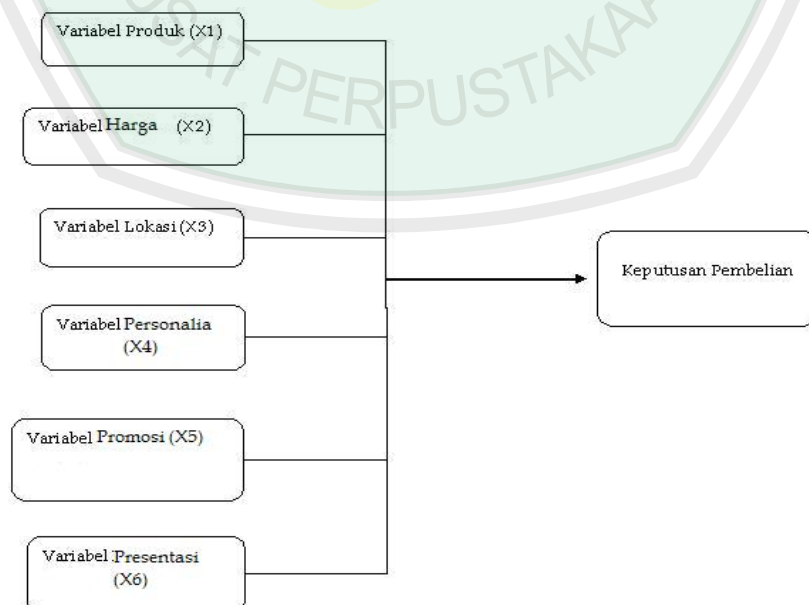 USAT PERPUSTAKA
Variabel Produk (X1)
Variabel Harga (X2)
Variabel Lokasi (X3)
Variabel Personalia
(X4)
Variabel Promosi (X5)
Variabel Presentasi
(X6)
Keputusan Pembelian